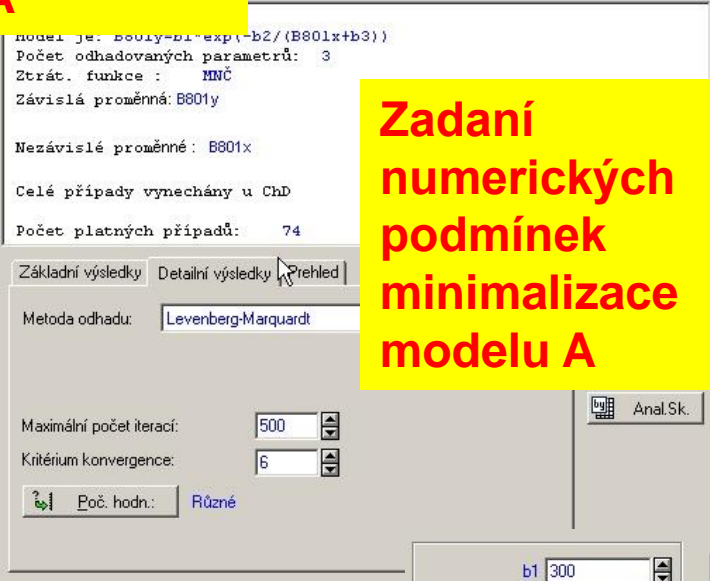 A
Model je: B801y=b1*exp(-b2/(B801x+b3))
Počet odhadovaných parametrů: 3
Ztrát. funkce : MNČ
Závislá proměnná: B801y
Nezávislé proměnné : B801x
Celé případy vynechány u ChD
Počet platných případů: 74
Zadaní
numerických
podmínek
minimalizace
modelu A
Základní výsledky Detailní výsledky Prehled
Metoda odhadu: Levenberg-Marquardt
Anal.Sk.
Maximální počet iterací: 500
Kritérium konvergence: 6
Poč. hodn.: Různé
b1 300